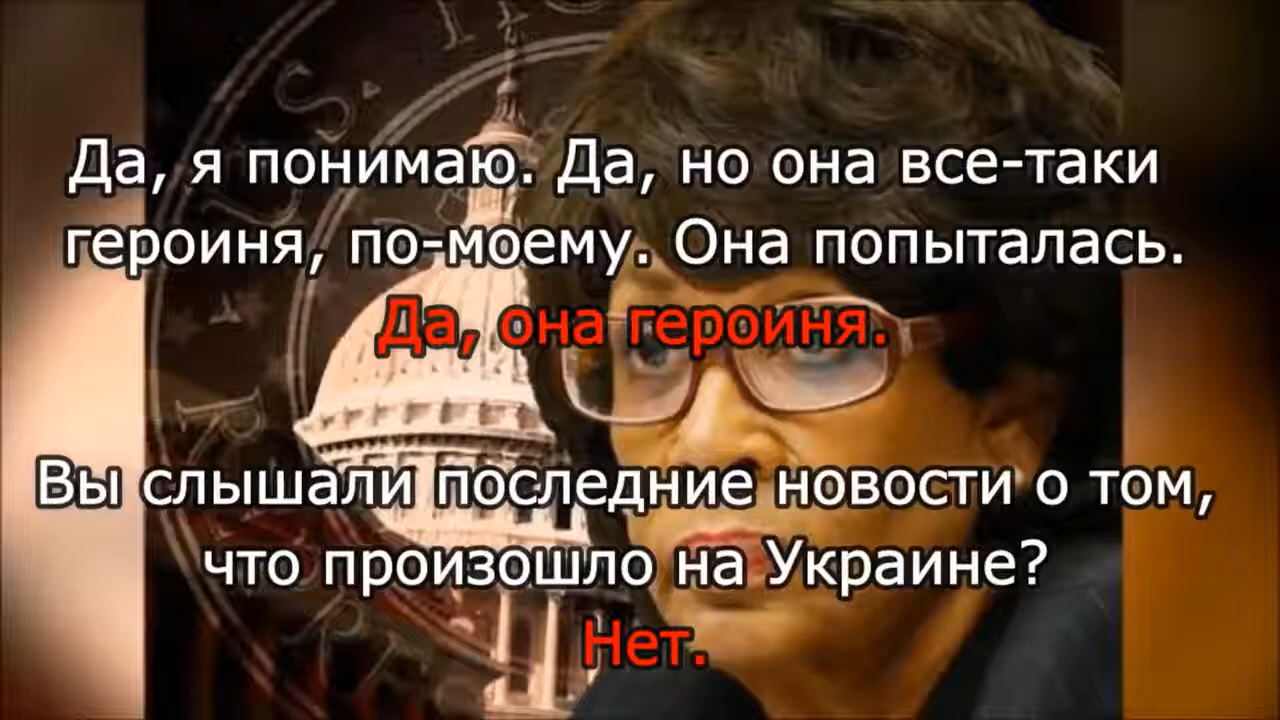 Да, я понимаю. Да, но она все-таки
героиня, по-моему. Она попыталась.
Да, она героиня.
Вы слышали последние новости о том,
что произошло на Украине?
Нет.